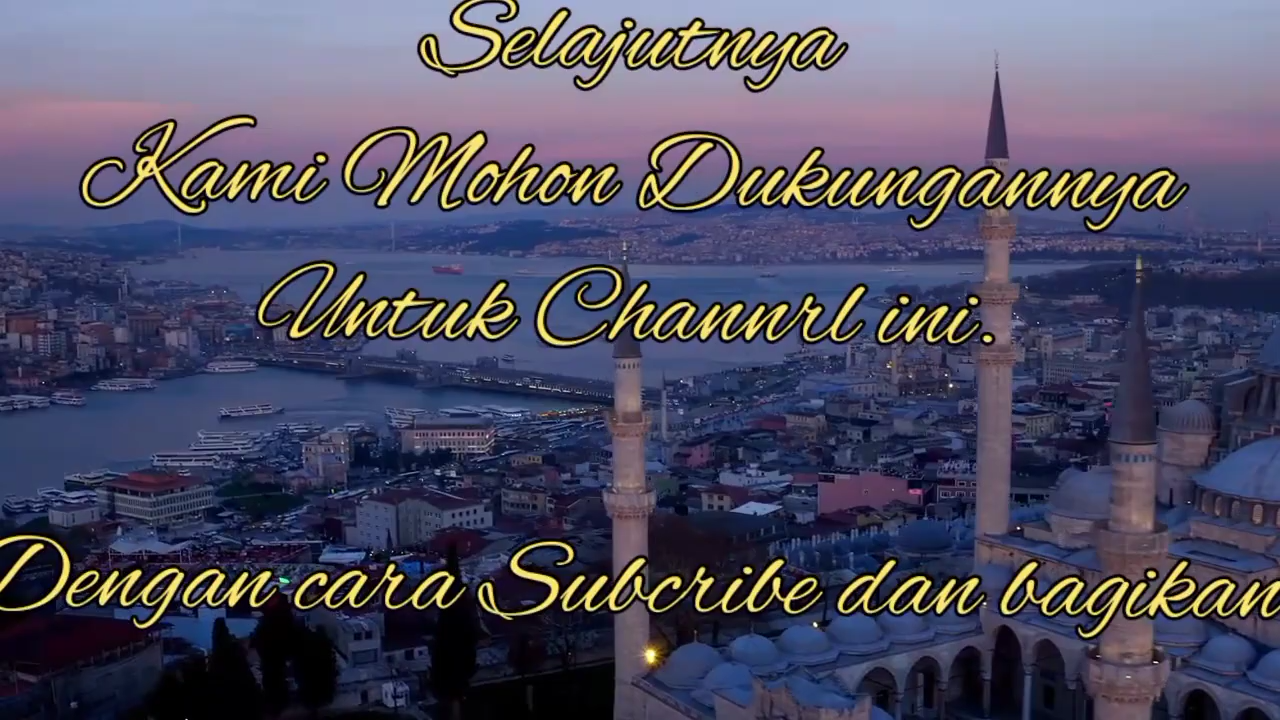 Selajutnya
Kami Mohon Dukungannya
Untuk Channrl ini.
Dengan cara Subcribe dan bagikan